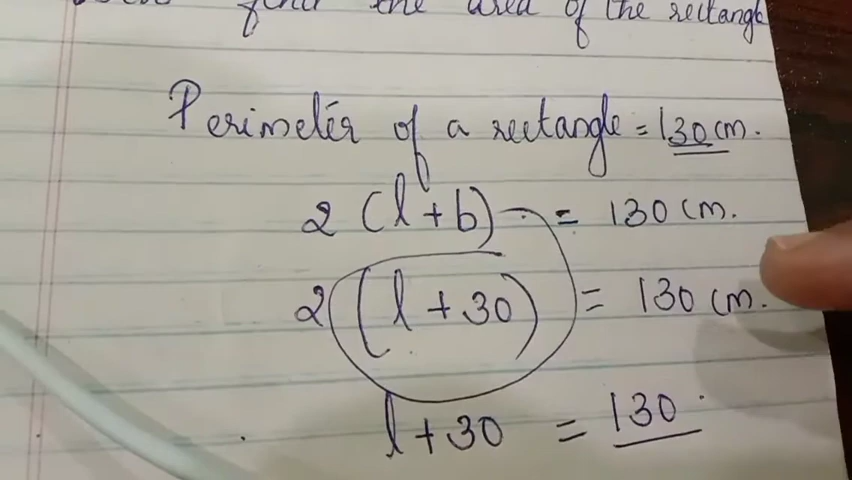 find the area of the rectangle
Perimeter of a rectangle = 130 cm.
2 (l + b) = 130 cm.
2 (l + 30) = 130 cm.
l + 30 = 130